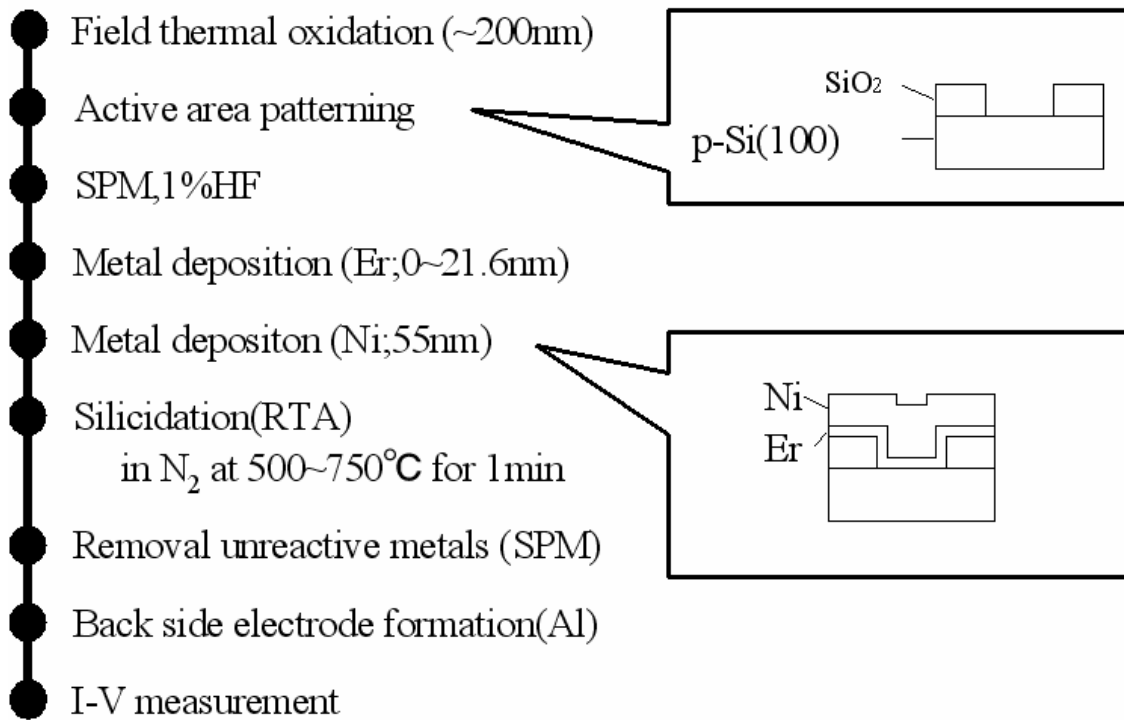 Field thermal oxidation (~200nm)
Active area patterning
SiO2
p-Si(100)
SPM,1%HF
Metal deposition (Er;0~21.6nm)
Metal depositon (Ni;55nm)
Ni
Er
Silicidation(RTA)
in N2 at 500~750℃ for 1min
Removal unreactive metals (SPM)
Back side electrode formation(Al)
I-V measurement